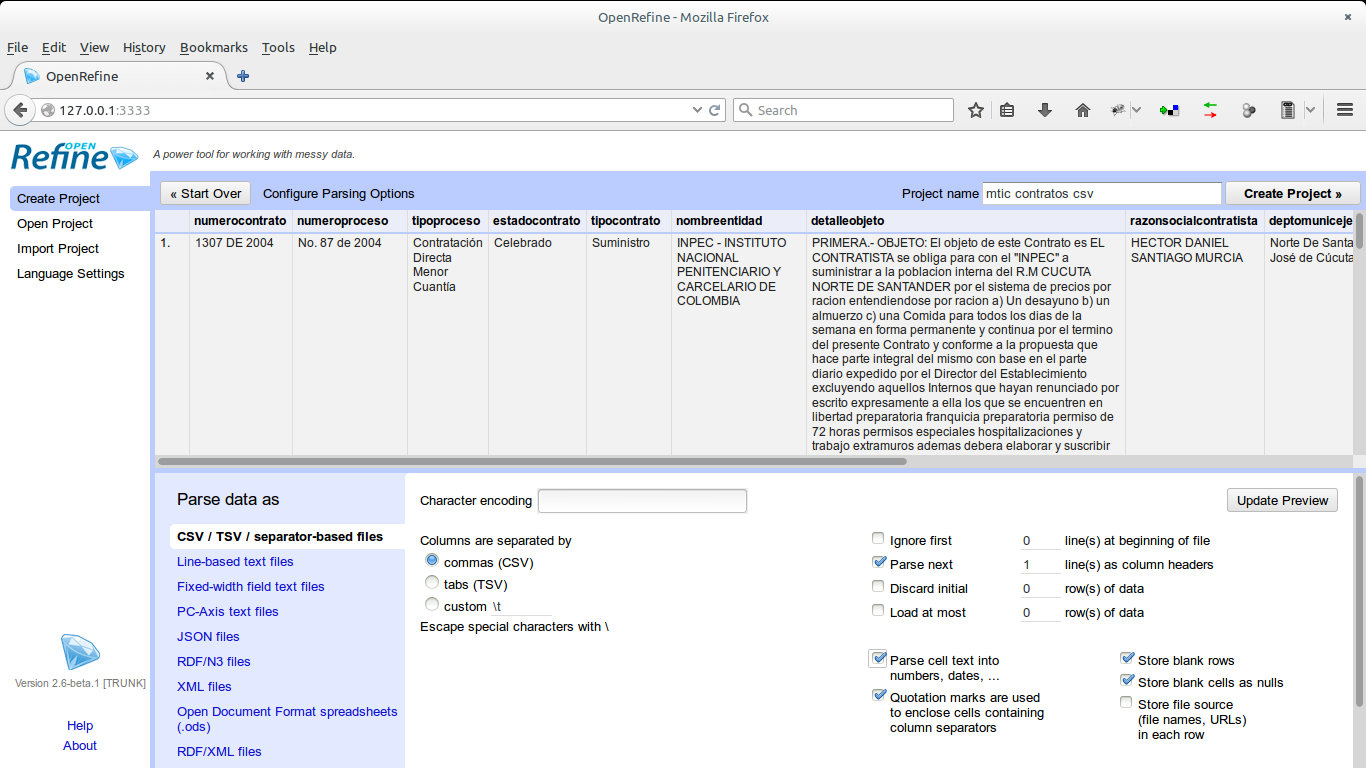 OpenRefine - Mozilla Firefox
File Edit View History Bookmarks Tools Help
OpenRefine
127.0.0.1:3333
Search
OPEN
Refine
A power tool for working with messy data.
Create Project
Open Project
Import Project
Language Settings
« Start Over
Configure Parsing Options
Project name
mtic contratos csv
Create Project »
numerocontrato numeroproceso tipoproceso estadocontrato tipocontrato nombreentidad detalleobjeto razonsocialcontratista deptomuniceje
1.
1307 DE 2004
No. 87 de 2004
Contratación
Directa
Menor
Cuantía
Celebrado
Suministro
INPEC - INSTITUTO
NACIONAL
PENITENCIARIO Y
CARCELARIO DE
COLOMBIA
PRIMERA.- OBJETO: El objeto de este Contrato es EL
CONTRATISTA se obliga para con el "INPEC" a
suministrar a la poblacion interna del R.M CUCUTA
NORTE DE SANTANDER por el sistema de precios por
racion entendiendose por racion a) Un desayuno b) un
almuerzo c) una Comida para todos los dias de la
semana en forma permanente y continua por el termino
del presente Contrato y conforme a la propuesta que
hace parte integral del mismo con base en el parte
diario expedido por el Director del Establecimiento
excluyendo aquellos Internos que hayan renunciado por
escrito expresamente a ella los que se encuentren en
libertad preparatoria franquicia preparatoria permiso de
72 horas permisos especiales hospitalizaciones y
trabajo extramuros ademas debera elaborar y suscribir
HECTOR DANIEL
SANTIAGO MURCIA
Norte De Santa
José de Cúcuta
Parse data as
CSV / TSV / separator-based files
Line-based text files
Fixed-width field text files
PC-Axis text files
JSON files
RDF/N3 files
XML files
Open Document Format spreadsheets
(.ods)
RDF/XML files
Character encoding
Update Preview
Columns are separated by
commas (CSV)
tabs (TSV)
custom \t
Escape special characters with \
Ignore first 0 line(s) at beginning of file
Parse next 1 line(s) as column headers
Discard initial 0 row(s) of data
Load at most 0 row(s) of data
Parse cell text into
numbers, dates, ...
Quotation marks are used
to enclose cells containing
column separators
Store blank rows
Store blank cells as nulls
Store file source
(file names, URLs)
in each row
Version 2.6-beta.1 [TRUNK]
Help
About